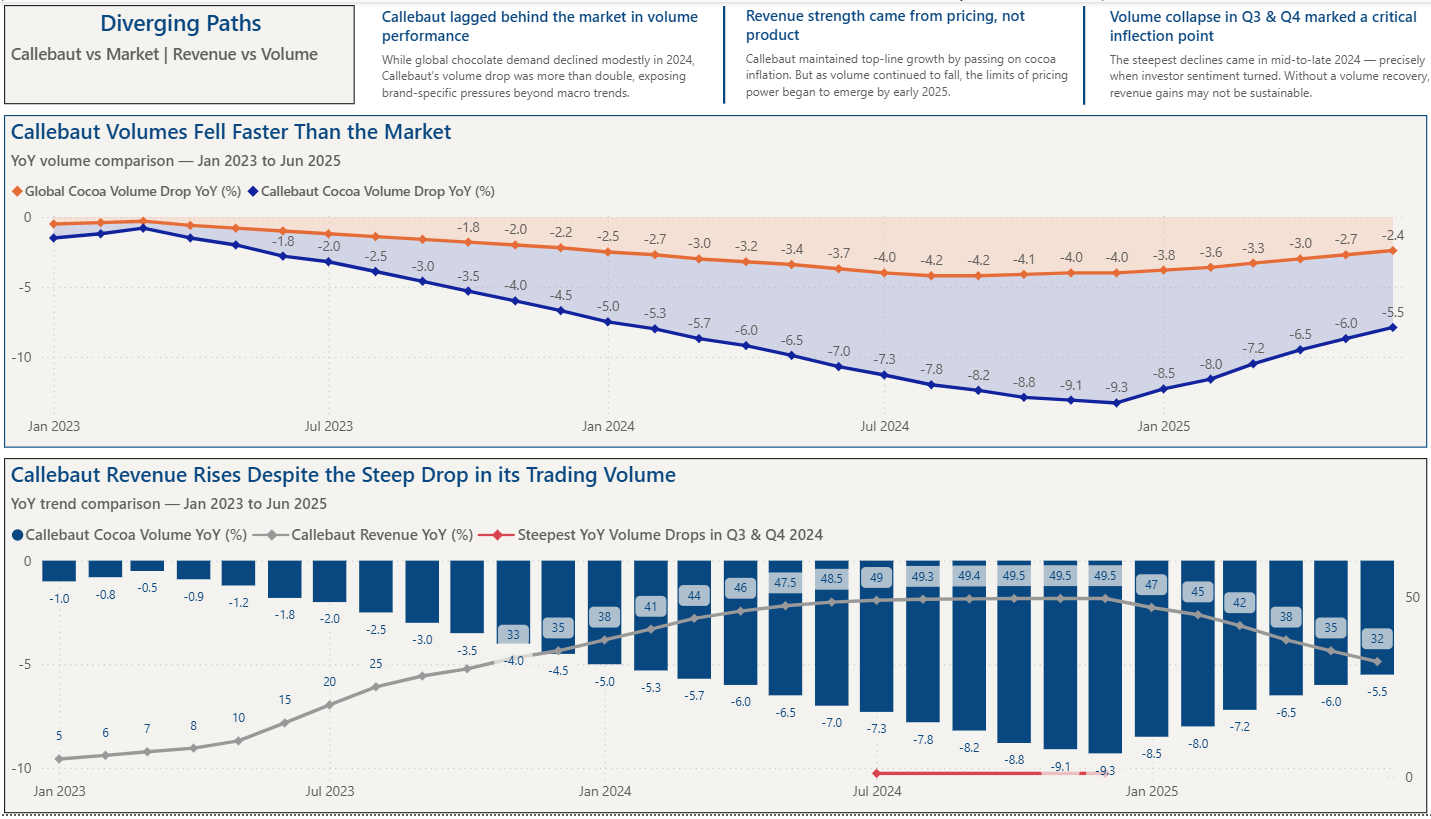 Diverging Paths
Callebaut vs Market | Revenue vs Volume
Callebaut lagged behind the market in volume
performance
While global chocolate demand declined modestly in 2024,
Callebaut's volume drop was more than double, exposing
brand-specific pressures beyond macro trends.
Revenue strength came from pricing, not
product
Callebaut maintained top-line growth by passing on cocoa
inflation. But as volume continued to fall, the limits of pricing
power began to emerge by early 2025.
Volume collapse in Q3 & Q4 marked a critical
inflection point
The steepest declines came in mid-to-late 2024 — precisely
when investor sentiment turned. Without a volume recovery,
revenue gains may not be sustainable.
Callebaut Volumes Fell Faster Than the Market
YoY volume comparison — Jan 2023 to Jun 2025
Global Cocoa Volume Drop YoY (%) Callebaut Cocoa Volume Drop YoY (%)
0
-1.8 -2.0 -2.2 -2.5 -2.7 -3.0 -3.2 -3.4 -3.7 -4.0 -4.2 -4.2 -4.1 -4.0 -4.0 -3.8 -3.6 -3.3 -3.0 -2.7 -2.4
-1.8 -2.0 -2.5 -3.0 -3.5 -4.0 -4.5 -5.0 -5.3 -5.7 -6.0 -6.5 -7.0 -7.3 -7.8 -8.2 -8.8 -9.1 -9.3 -8.5 -8.0 -7.2 -6.5 -6.0 -5.5
-5
-10
Jan 2023 Jul 2023 Jan 2024 Jul 2024 Jan 2025
Callebaut Revenue Rises Despite the Steep Drop in its Trading Volume
YoY trend comparison — Jan 2023 to Jun 2025
Callebaut Cocoa Volume YoY (%) Callebaut Revenue YoY (%) Steepest YoY Volume Drops in Q3 & Q4 2024
0
-1.0 -0.8 -0.5 -0.9 -1.2 -1.8 -2.0 -2.5 -3.0 -3.5 -4.0 -4.5 -5.0 -5.3 -5.7 -6.0 -6.5 -7.0 -7.3 -7.8 -8.2 -8.8 -9.1 -9.3 -8.5 -8.0 -7.2 -6.5 -6.0 -5.5
5 6 7 8 10 15 20 25 33 35 38 41 44 46 47.5 48.5 49 49.3 49.4 49.5 49.5 49.5 47 45 42 38 35 32
50
-5
-10
0
Jan 2023 Jul 2023 Jan 2024 Jul 2024 Jan 2025